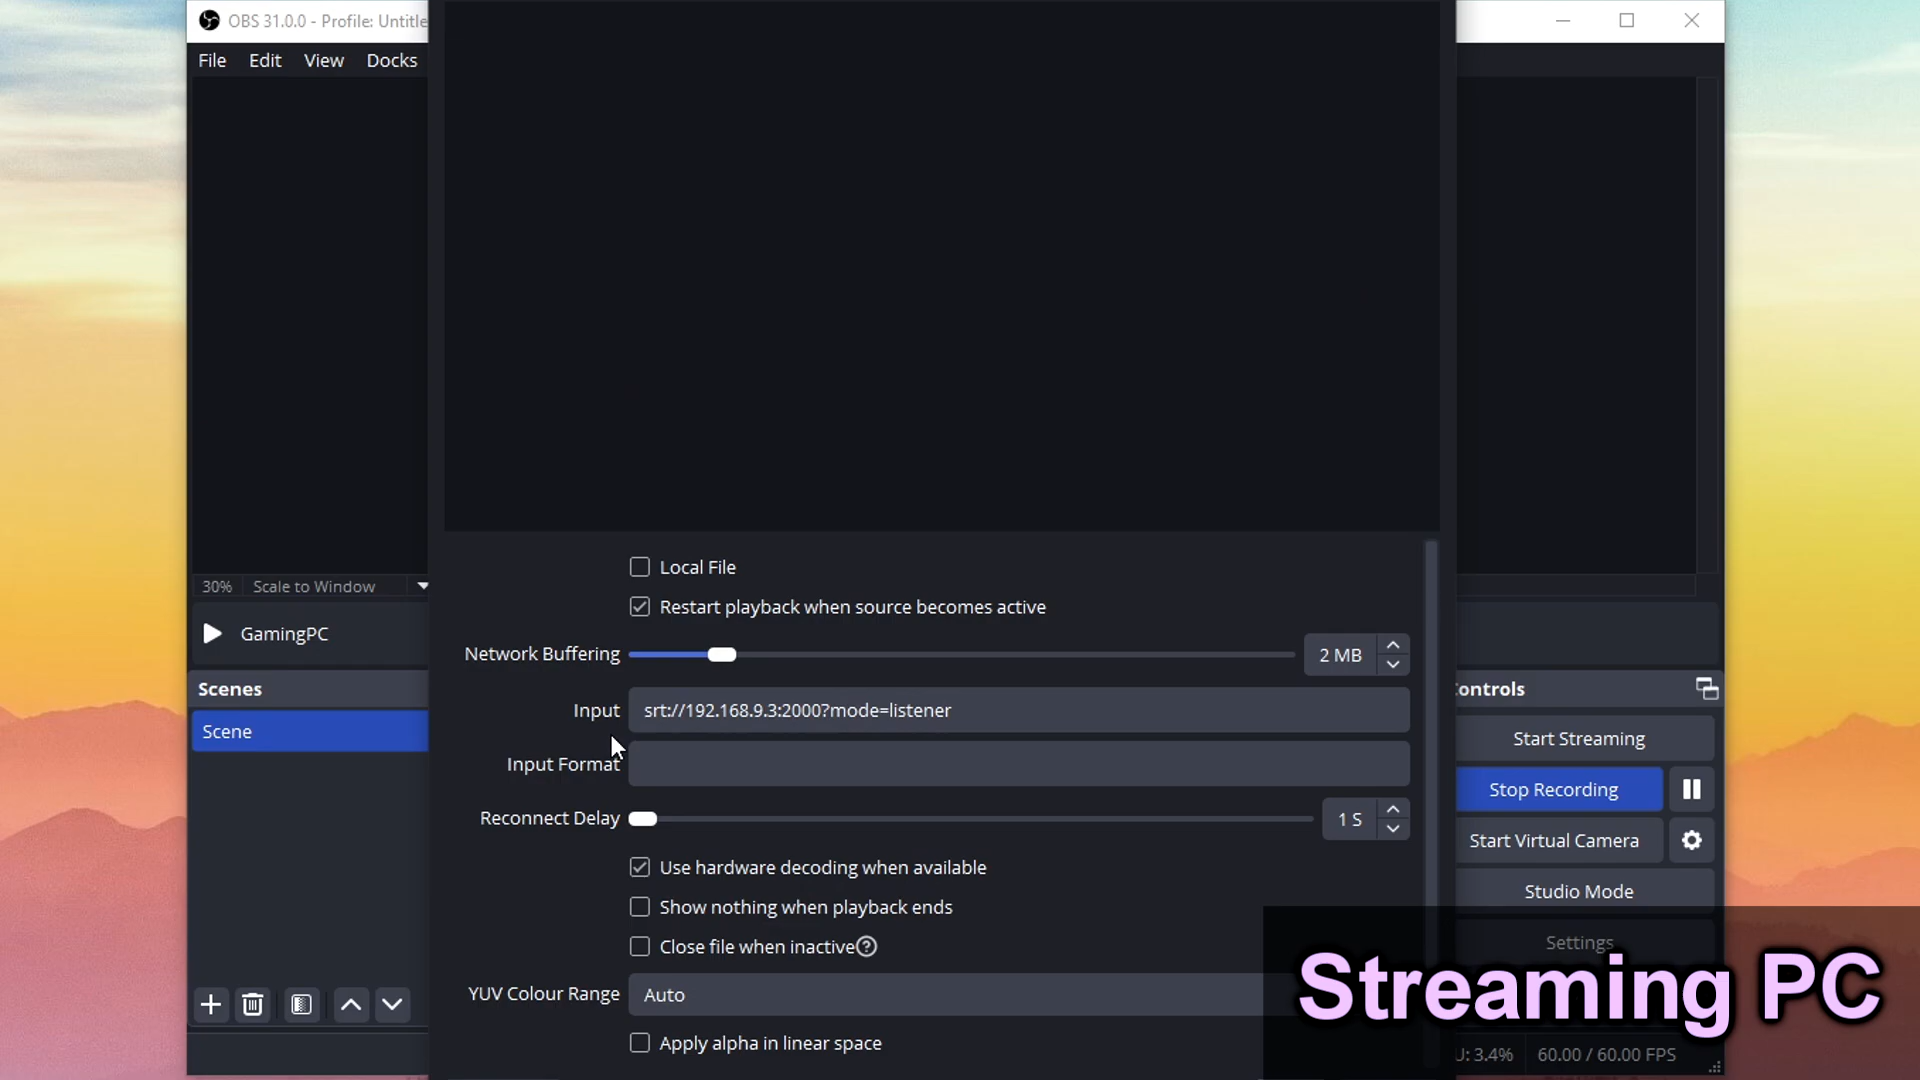 OBS 31.0.0 - Profile: Untitle
File Edit View Docks
30% Scale to Window
GamingPC
Scenes
Scene
Local File
Restart playback when source becomes active
Network Buffering 2 MB
Input srt://192.168.9.3:2000?mode=listener
Input Format
Reconnect Delay 1 S
Use hardware decoding when available
Show nothing when playback ends
Close file when inactive ?
YUV Colour Range Auto
Apply alpha in linear space
ontrols
Start Streaming
Stop Recording
Start Virtual Camera
Studio Mode
Settings
Streaming PC
U: 3.4% 60.00 / 60.00 FPS